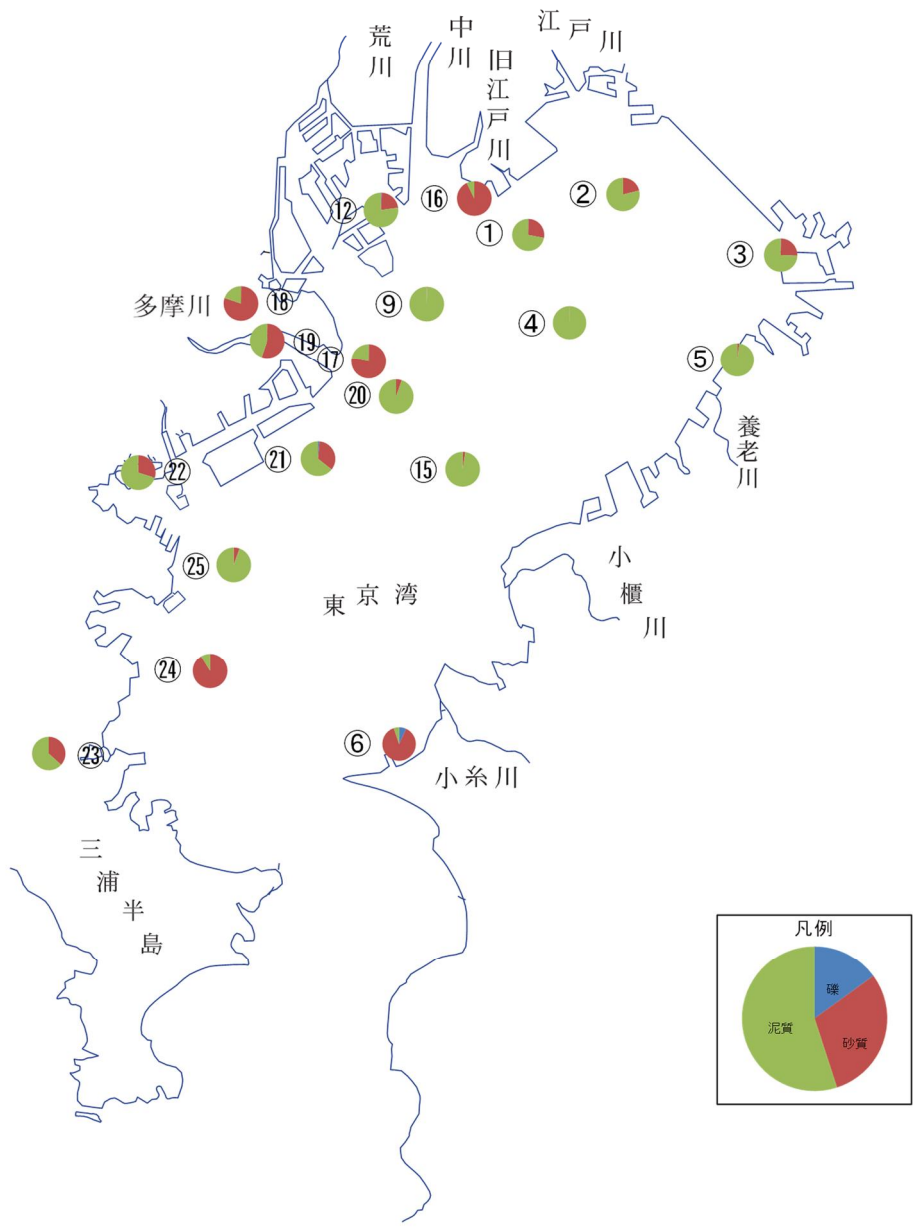 荒川
中川
旧江戸川
江戸川
⑫
⑯
①
②
③
多摩川
⑱
⑨
④
⑲
⑰
⑤
⑳
養老川
㉒
㉑
⑮
㉕
東京湾
小櫃川
㉔
㉓
⑥
小糸川
三浦半島
凡例
礫
泥質
砂質